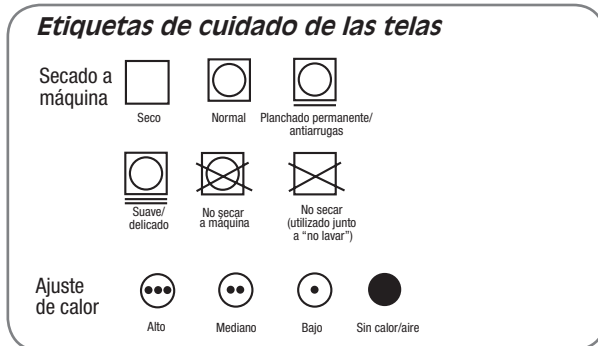 Etiquetas de cuidado de las telas
Secado a
máquina
Seco
Normal
Planchado permanente/
antiarrugas
Suave/
delicado
No secar
a máquina
No secar
(utilizado junto
a “no lavar”)
Ajuste
de calor
Alto
Mediano
Bajo
Sin calor/aire